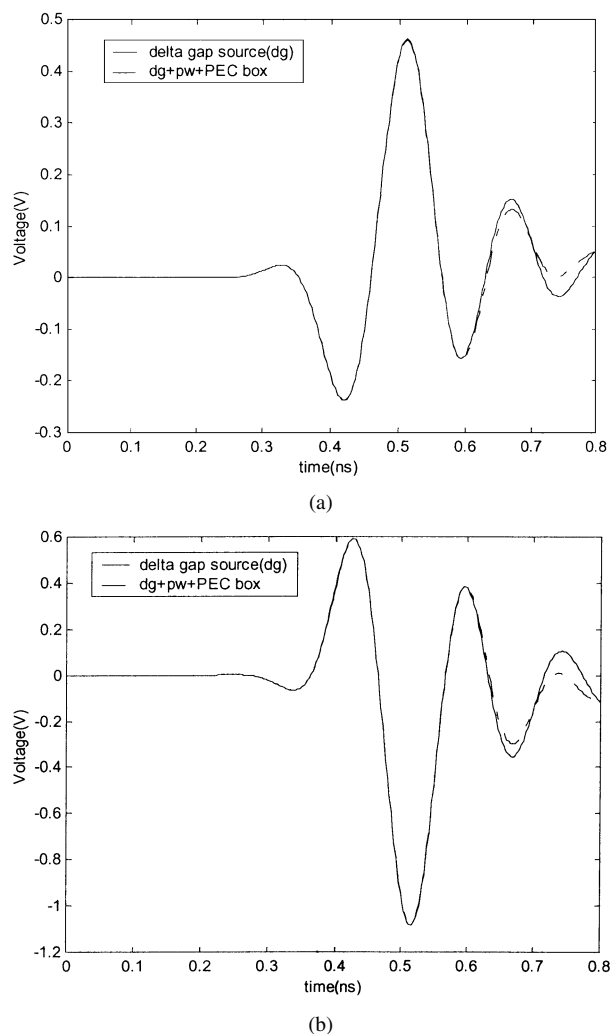 0.5
delta gap source(dg)
dg+pw+PEC box
0.4
0.3
0.2
0.1
0
-0.1
-0.2
-0.3
Voltage(V)
0 0.1 0.2 0.3 0.4 0.5 0.6 0.7 0.8
time(ns)
(a)
0.6
delta gap source(dg)
dg+pw+PEC box
0.4
0.2
0
-0.2
-0.4
-0.6
-0.8
-1
-1.2
Voltage(V)
0 0.1 0.2 0.3 0.4 0.5 0.6 0.7 0.8
time(ns)
(b)